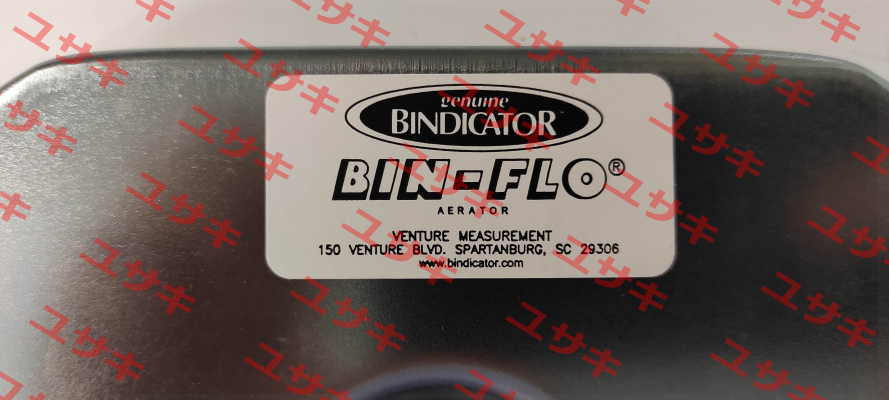 genuine
BINDICATOR
BIN-FLO®
AERATOR
VENTURE MEASUREMENT
150 VENTURE BLVD. SPARTANBURG, SC 29306
www.bindicator.com
ユサキ